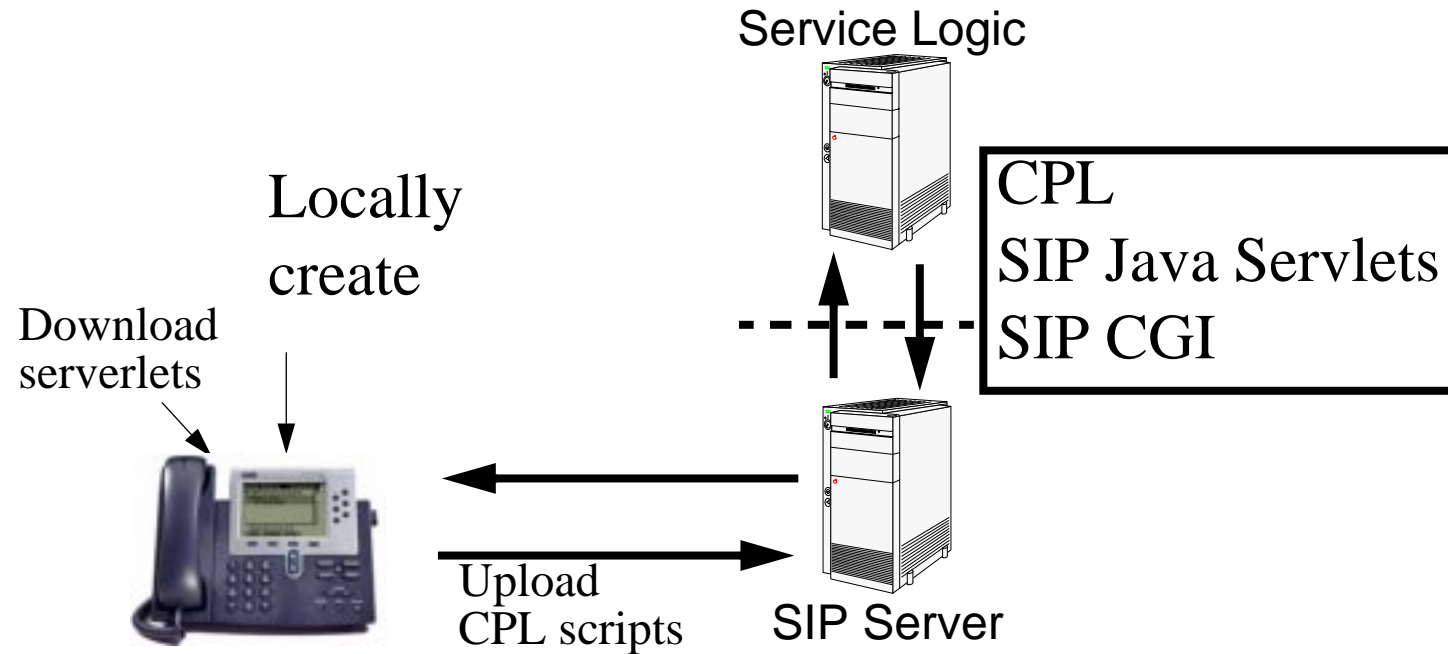 Service Logic
Locally
create
CPL
SIP Java Servlets
SIP CGI
Download
serverlets
Upload
CPL scripts
SIP Server